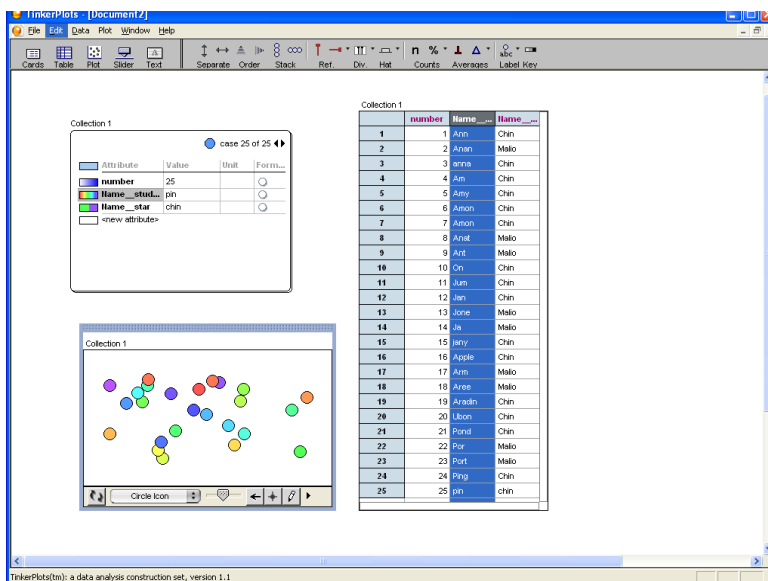 TinkerPlots - [Document2]
File Edit Data Plot Window Help
n % abc
Cards Table Plot Slider Text Separate Order Stack Ref. Div. Hat Counts Averages Label Key
Collection 1
case 25 of 25
Attribute Value Unit Form...
number 25
Name__stud... pin
Name__star chin
<new attribute>
Collection 1
Circle Icon
Collection 1
number Name__... Name__...
1 1 Ann Chin
2 2 Anan Malio
3 3 anna Chin
4 4 Am Chin
5 5 Amy Chin
6 6 Amon Chin
7 7 Amon Chin
8 8 Anat Malio
9 9 Ant Malio
10 10 On Chin
11 11 Jum Chin
12 12 Jan Chin
13 13 Jone Malio
14 14 Ja Malio
15 15 jany Chin
16 16 Apple Chin
17 17 Arm Malio
18 18 Aree Malio
19 19 Aradin Chin
20 20 Ubon Chin
21 21 Pond Chin
22 22 Por Malio
23 23 Port Malio
24 24 Ping Chin
25 25 pin chin
TinkerPlots(tm): a data analysis construction set, version 1.1